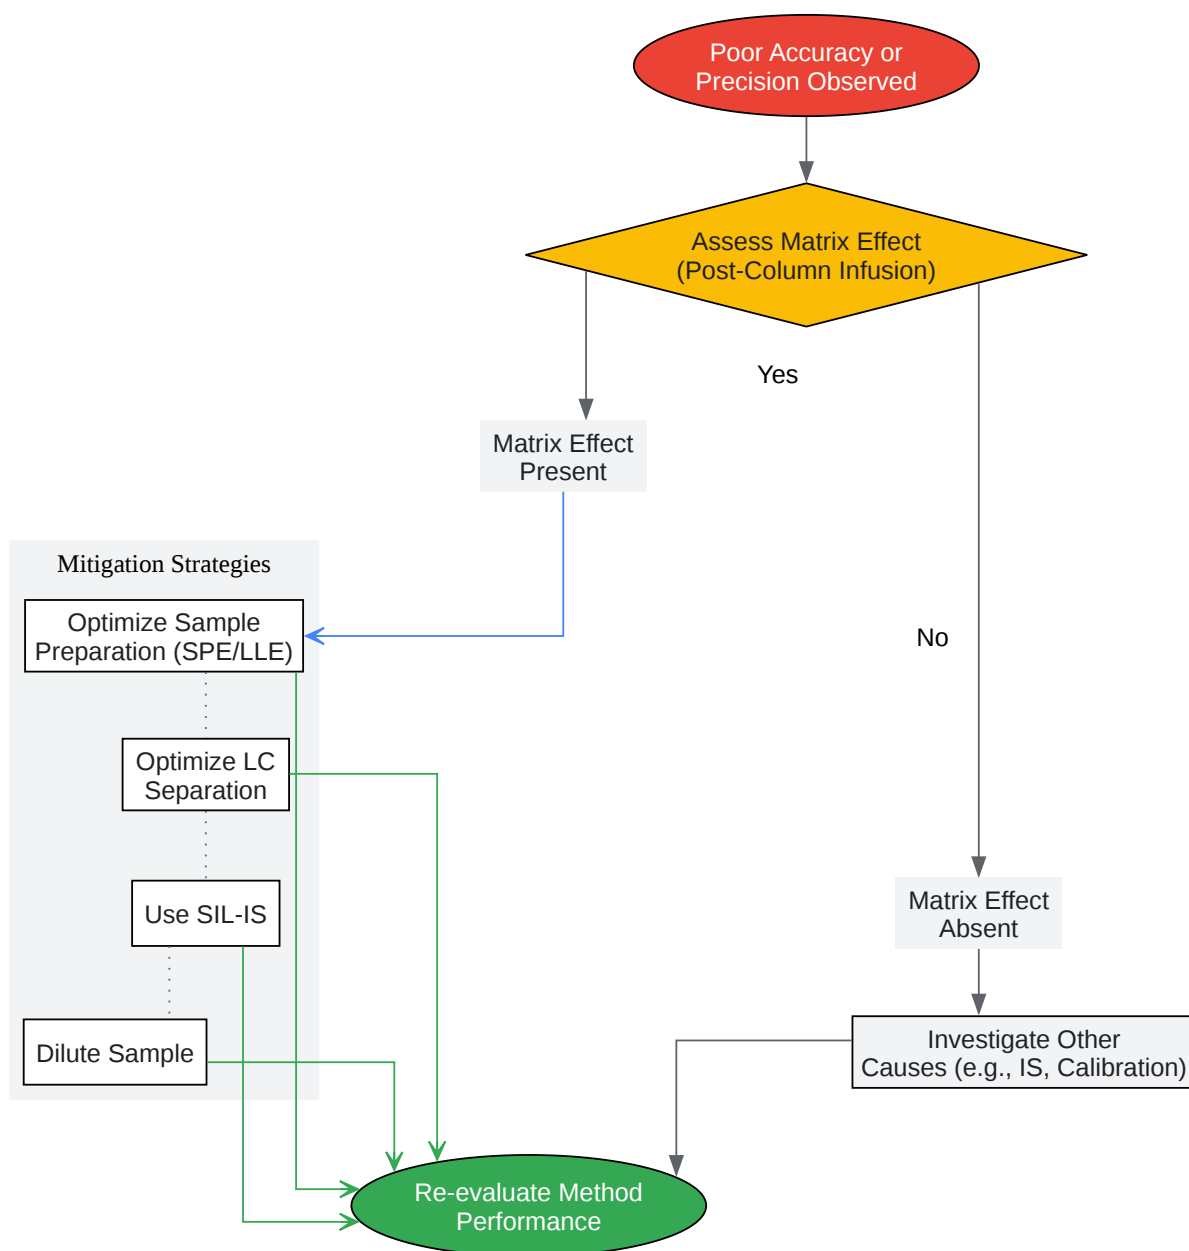 Poor Accuracy or
Precision Observed
Assess Matrix Effect
(Post-Column Infusion)
Yes
Matrix Effect
Present
Mitigation Strategies
Optimize Sample
Preparation (SPE/LLE)
No
Optimize LC
Separation
Use SIL-IS
Matrix Effect
Absent
Dilute Sample
Investigate Other
Causes (e.g., IS, Calibration)
Re-evaluate Method
Performance